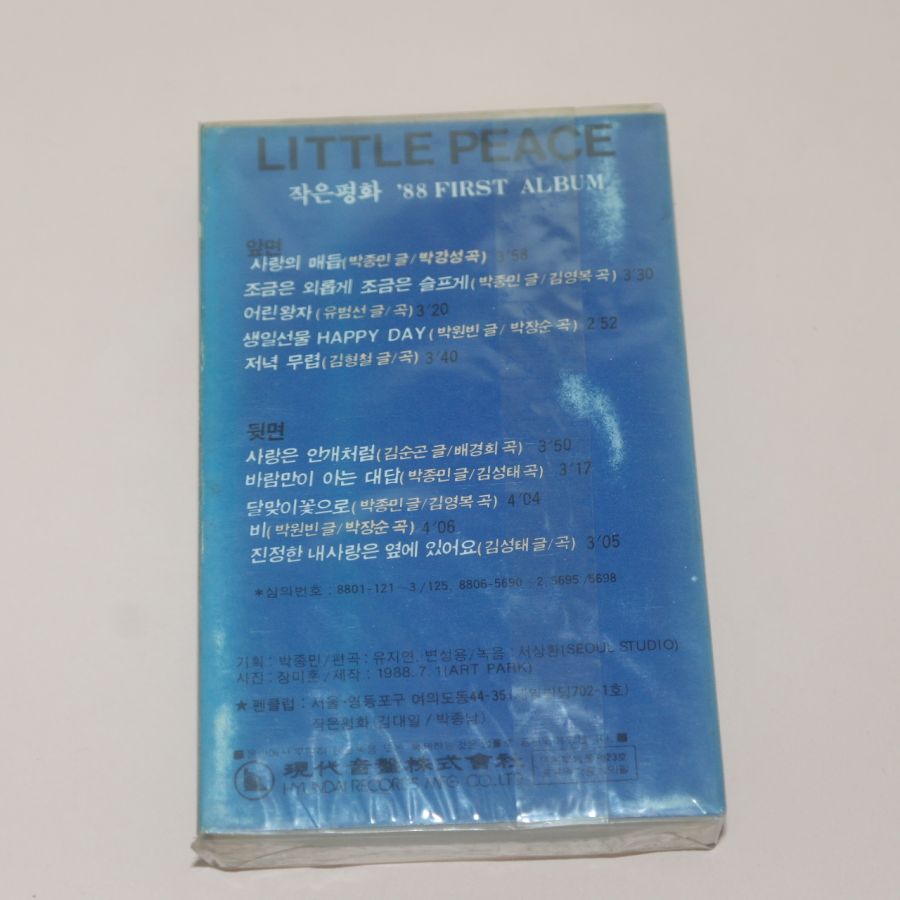 LITTLE PEACE
작은평화 '88 FIRST ALBUM
앞면
사랑의 매듭(박종민 글/박강성 곡) 3'58
조금은 외롭게 조금은 슬프게(박종민 글/김영복 곡) 3'30
어린왕자(유범선 글/곡) 3'20
생일선물 HAPPY DAY(박원빈 글/박장순 곡) 2'52
저녁 무렵(김형철 글/곡) 3'40
뒷면
사랑은 안개처럼(김순곤 글/배경희 곡) 3'50
바람만이 아는 대답(박종민 글/김성태 곡) 3'17
달맞이꽃으로(박종민 글/김영복 곡) 4'04
비(박원빈 글/박장순 곡) 4'06
진정한 내사랑은 옆에 있어요(김성태 글/곡) 3'05
*심의번호 : 8801-121~3/125, 8806-5690~2, 5695/5698
기획 : 박종민/편곡 : 유지연, 변성용/녹음 : 서상환(SEOUL STUDIO)
사진 : 장미혼/제작 : 1988.7.1(ART PARK)
★펜클럽 : 서울·영등포구 여의도동44-35 702-1호)
작은평화(김대일/박종남)
現代音盤株式會社
HYUNDAI RECORDS MFG. CO., LTD